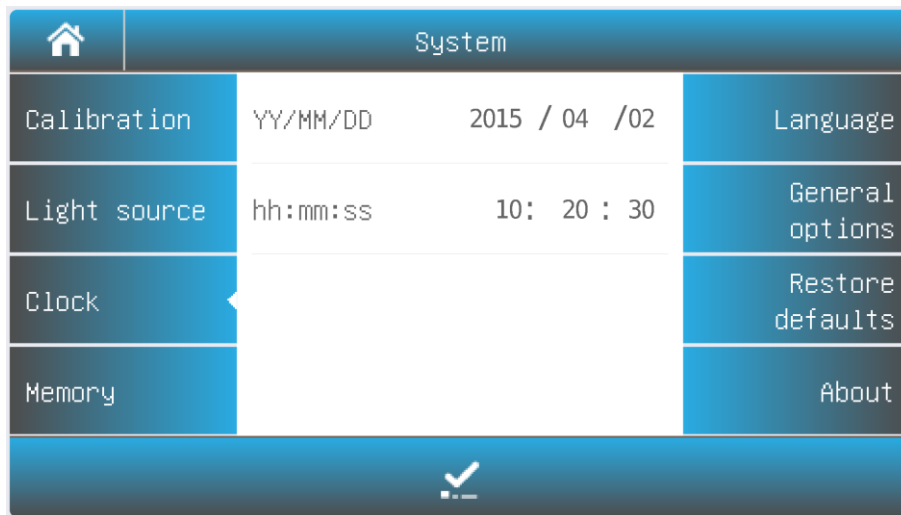 System
Calibration
YY/MM/DD 2015 / 04 /02
Language
Light source
hh:mm:ss 10: 20 : 30
General
options
Clock
Restore
defaults
Memory
About